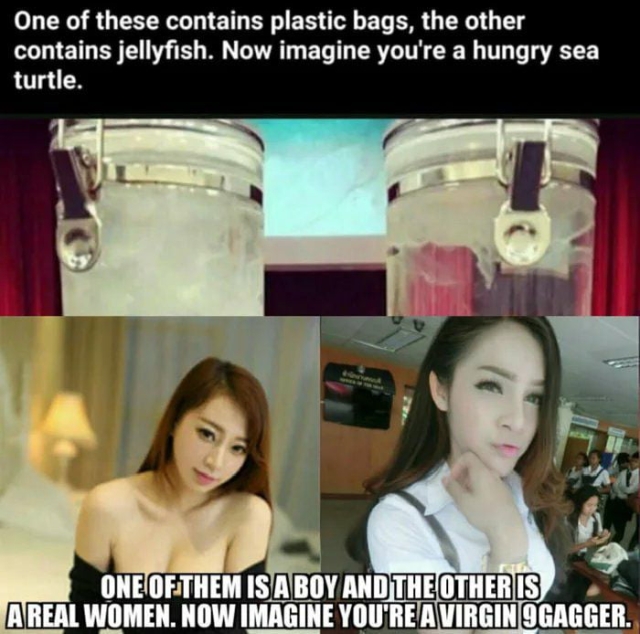 One of these contains plastic bags, the other
contains jellyfish. Now imagine you're a hungry sea
turtle.
ONE OF THEM IS A BOY AND THE OTHER IS
A REAL WOMEN. NOW IMAGINE YOU'RE A VIRGIN 9GAGGER.